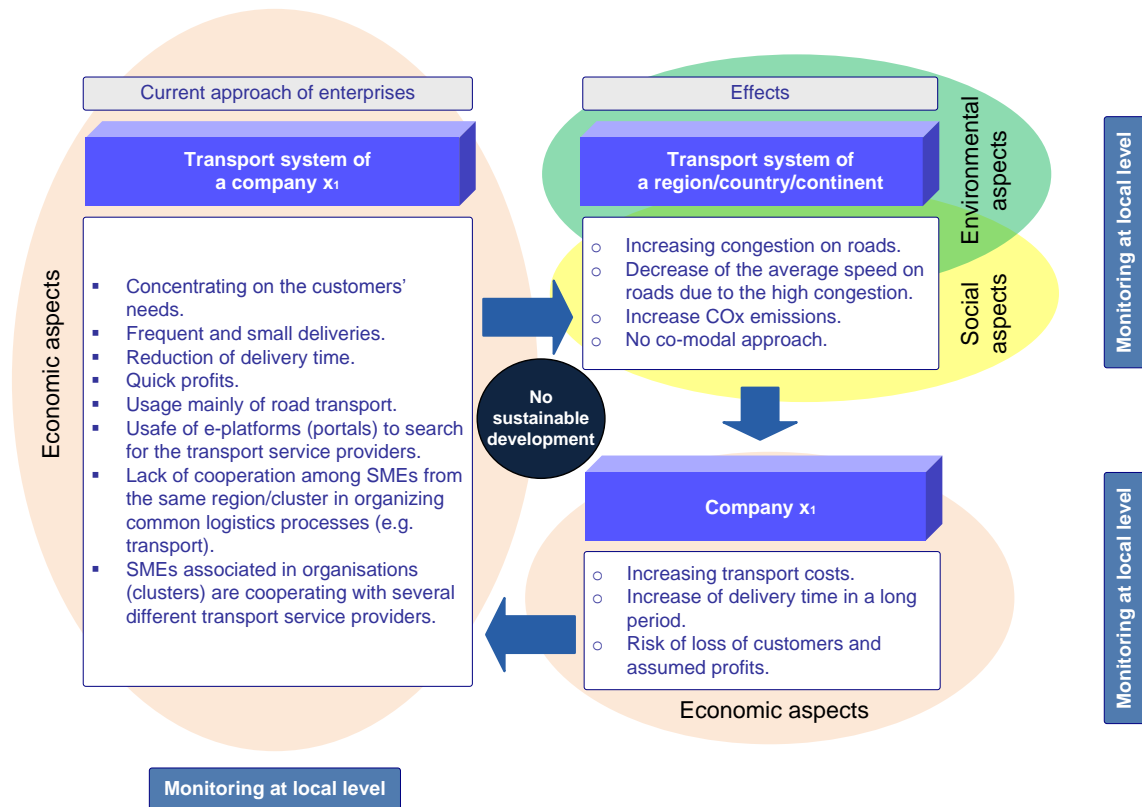 Current approach of enterprises
Transport system of
a company x₁
Economic aspects
▪ Concentrating on the customers'
needs.
▪ Frequent and small deliveries.
▪ Reduction of delivery time.
▪ Quick profits.
▪ Usage mainly of road transport.
▪ Usafe of e-platforms (portals) to search
for the transport service providers.
▪ Lack of cooperation among SMEs from
the same region/cluster in organizing
common logistics processes (e.g.
transport).
▪ SMEs associated in organisations
(clusters) are cooperating with several
different transport service providers.
Monitoring at local level
No
sustainable
development
Effects
Transport system of
a region/country/continent
Environmental
aspects
o Increasing congestion on roads.
o Decrease of the average speed on
roads due to the high congestion.
o Increase COx emissions.
o No co-modal approach.
Social
aspects
Monitoring at local level
Company x₁
o Increasing transport costs.
o Increase of delivery time in a long
period.
o Risk of loss of customers and
assumed profits.
Economic aspects
Monitoring at local level